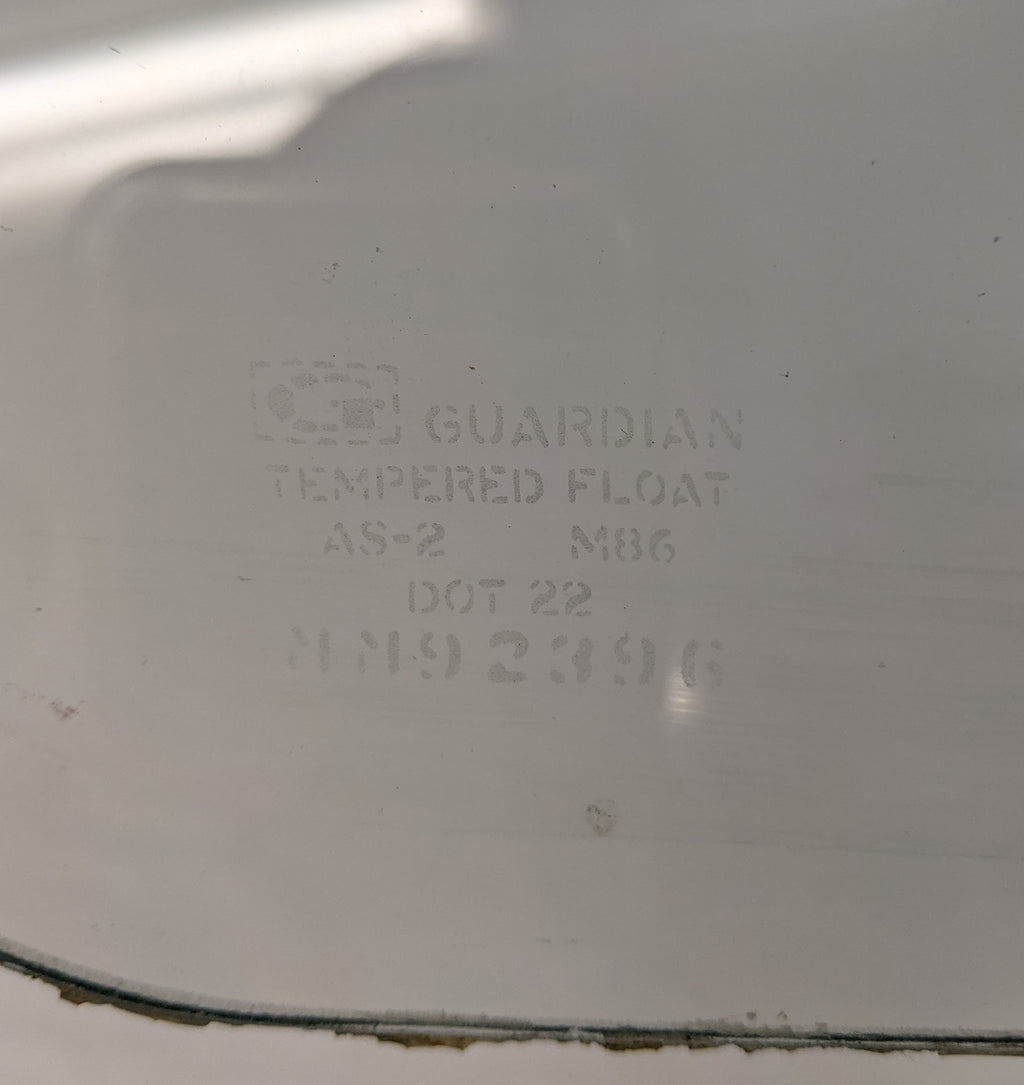 G GUARDIAN
TEMPERED FLOAT
AS-2 M86
DOT 22